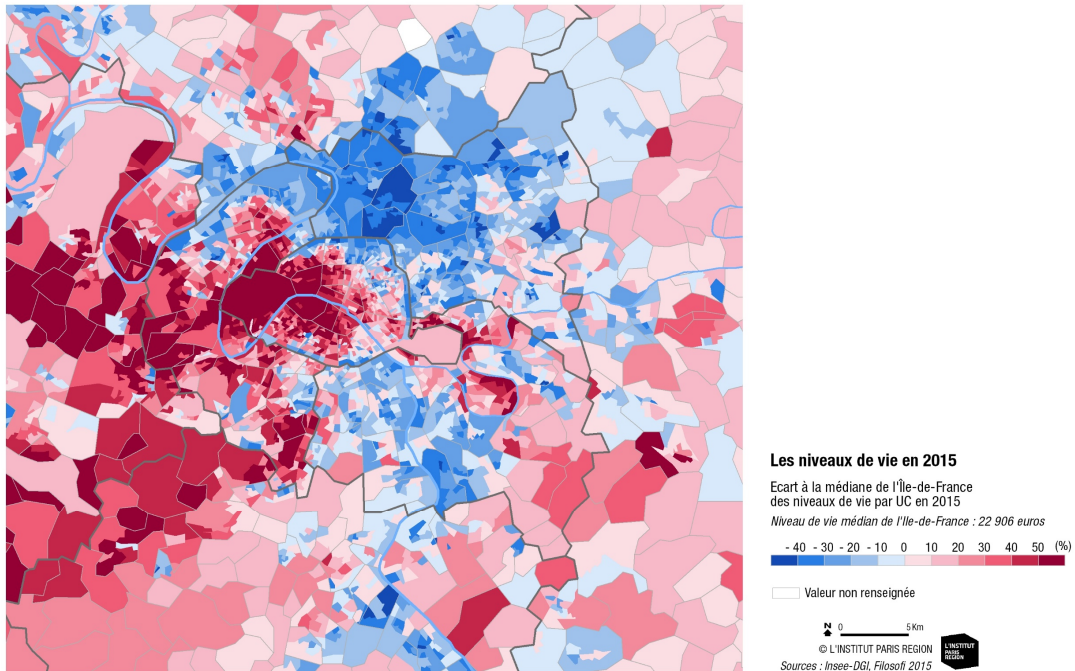 Les niveaux de vie en 2015
Ecart à la médiane de l'Île-de-France
des niveaux de vie par UC en 2015
Niveau de vie médian de l'Ile-de-France : 22 906 euros
- 40 - 30 - 20 - 10 0 10 20 30 40 50 (%)
Valeur non renseignée
N 0 5 Km
© L'INSTITUT PARIS REGION
L'INSTITUT
PARIS
REGION
Sources : Insee-DGI, Filosofi 2015